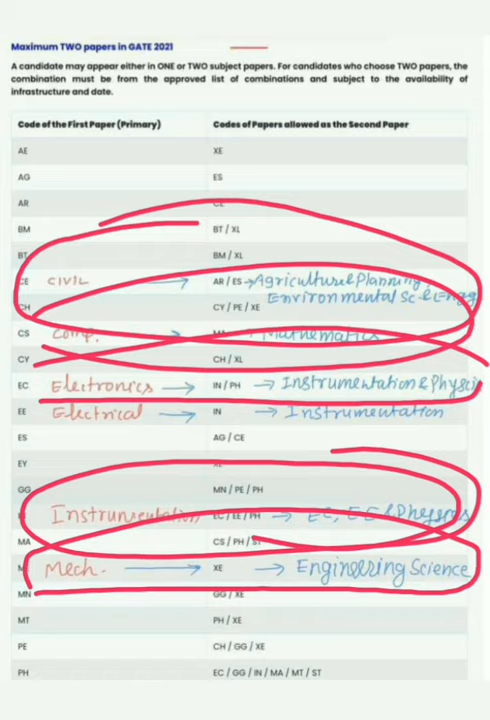 Maximum TWO papers in GATE 2021
A candidate may appear either in ONE or TWO subject papers. For candidates who choose TWO papers, the
combination must be from the approved list of combinations and subject to the availability of
infrastructure and date.
Code of the First Paper (Primary) Codes of Papers allowed as the Second Paper
AE XE
AG ES
AR CE
BM BT / XL
BT BM / XL
CE CIVIL → AR / ES → Agricultural Planning,
Environmental Sc. & Engg
CH CY / PE / XE
CS Comp. → Mathematics
CY CH / XL
EC Electronics → IN / PH → Instrumentation & Physics
EE Electrical → IN → Instrumentation
ES AG / CE
EY
GG MN / PE / PH
Instrumentation EC / EE / PH → EC, EE & Physics
MA CS / PH / ST
Mech. → XE → Engineering Science
MN GG / XE
MT PH / XE
PE CH / GG / XE
PH EC / GG / IN / MA / MT / ST